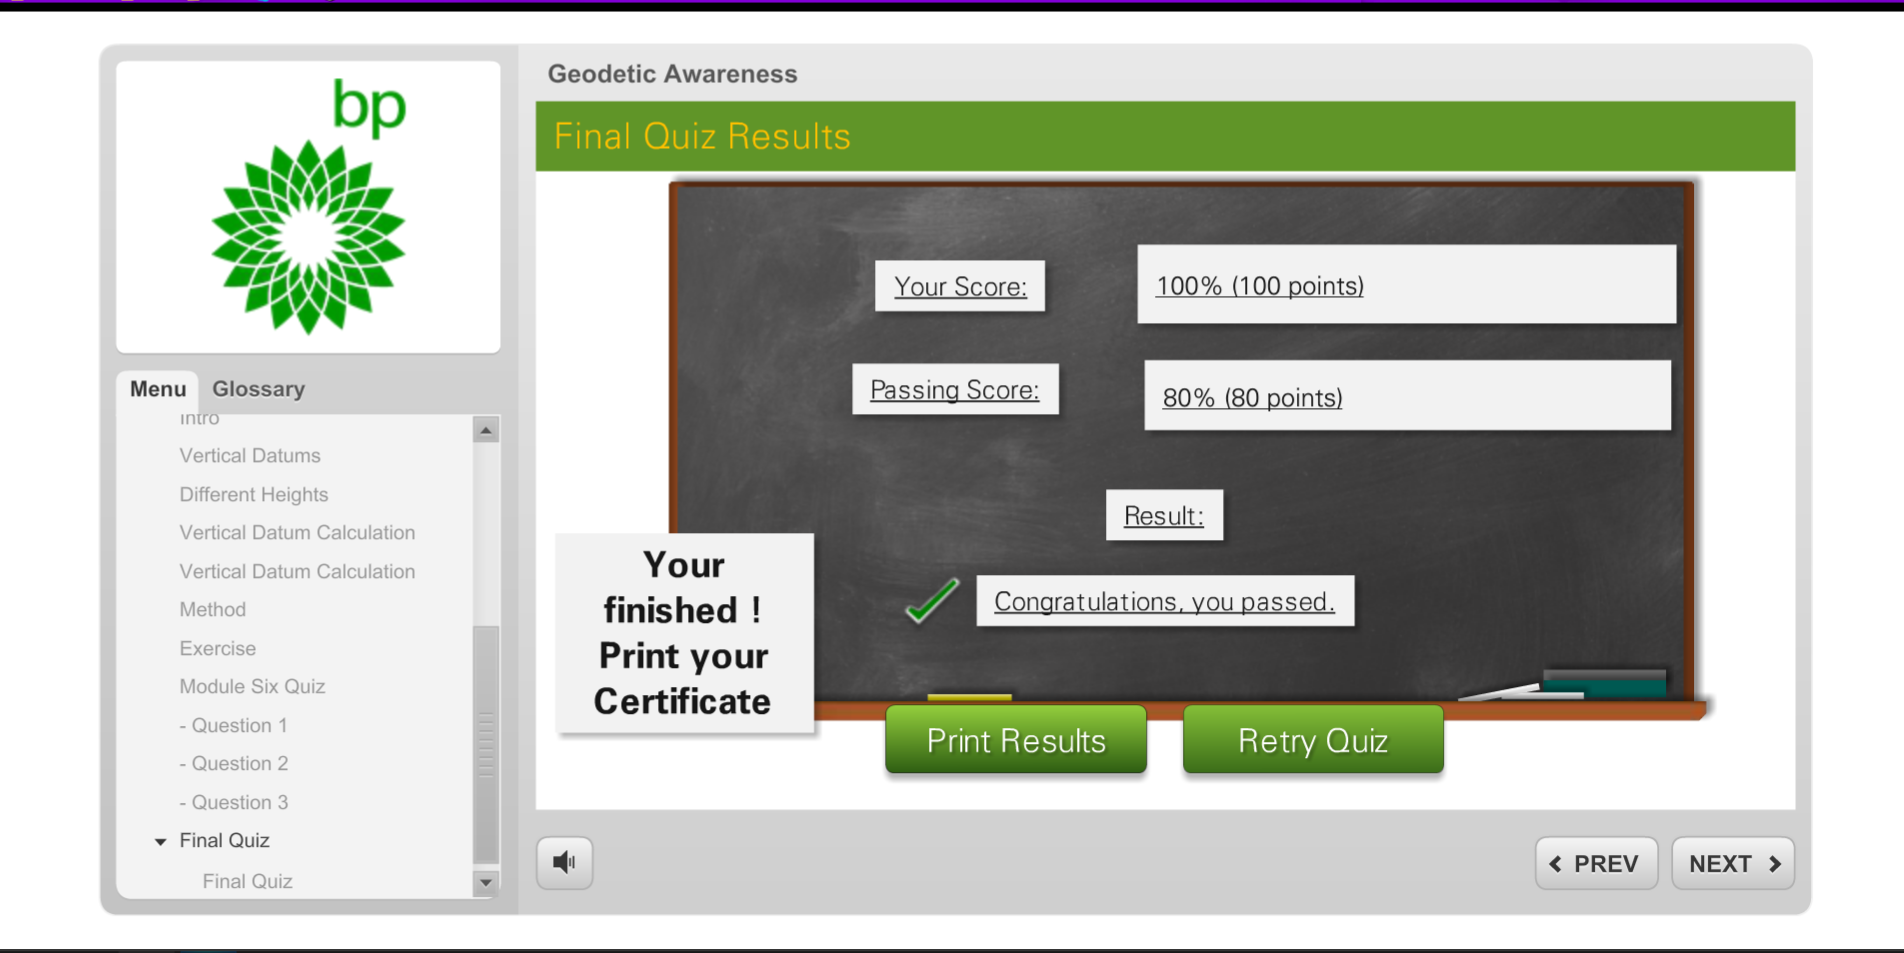 bp
Geodetic Awareness
Final Quiz Results
Menu
Glossary
Intro
Vertical Datums
Different Heights
Vertical Datum Calculation
Vertical Datum Calculation
Method
Exercise
Module Six Quiz
- Question 1
- Question 2
- Question 3
Final Quiz
Final Quiz
Your Score:
100% (100 points)
Passing Score:
80% (80 points)
Result:
Congratulations, you passed.
Your
finished !
Print your
Certificate
Print Results
Retry Quiz
PREV
NEXT